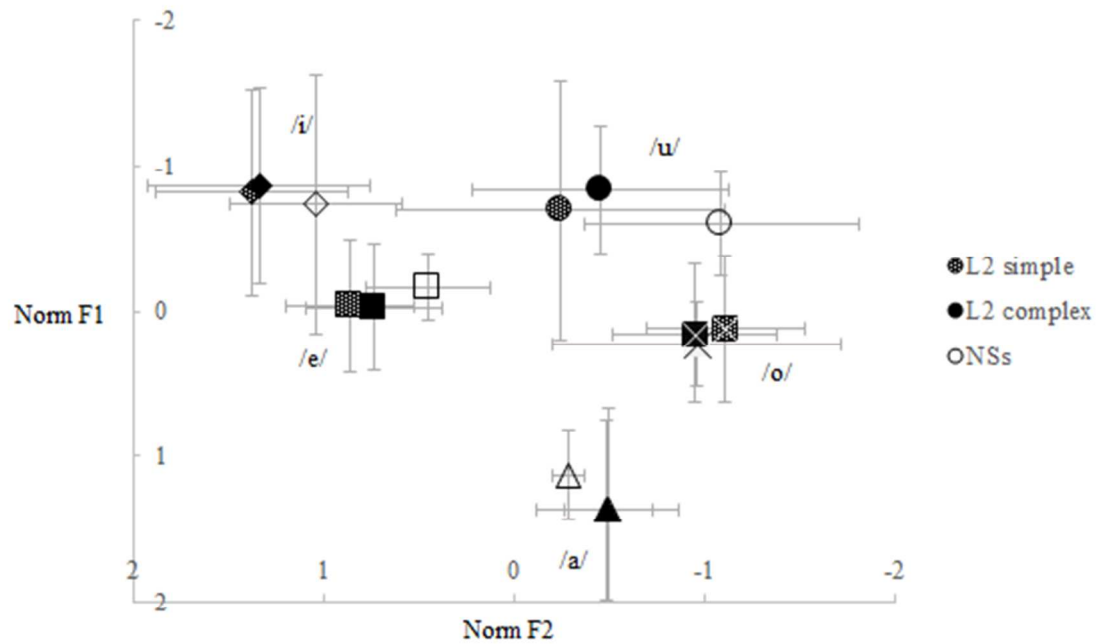 -2
/i/
/u/
-1
L2 simple
Norm F1
0
L2 complex
/e/
/o/
NSs
1
/a/
2 1 0 -1 -2
2
Norm F2